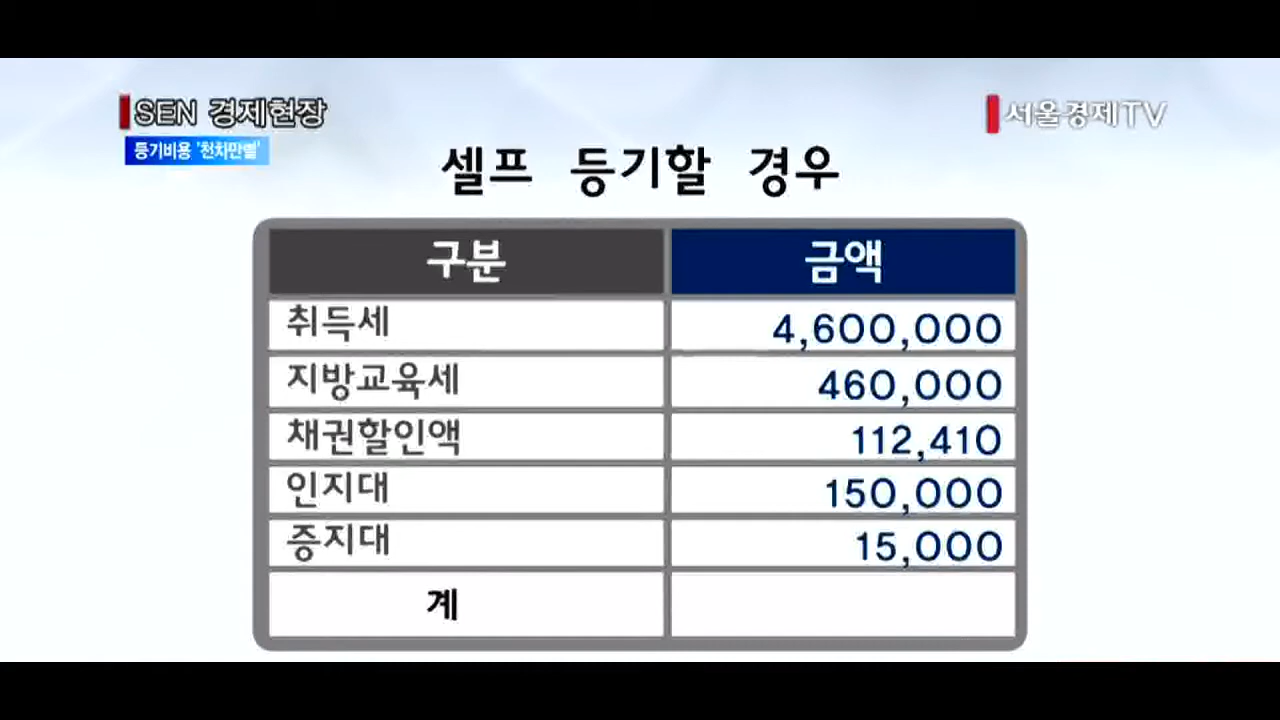 SEN 경제현장
서울경제TV
등기비용 '천차만별'
셀프 등기할 경우
구분 금액
취득세 4,600,000
지방교육세 460,000
채권할인액 112,410
인지대 150,000
증지대 15,000
계